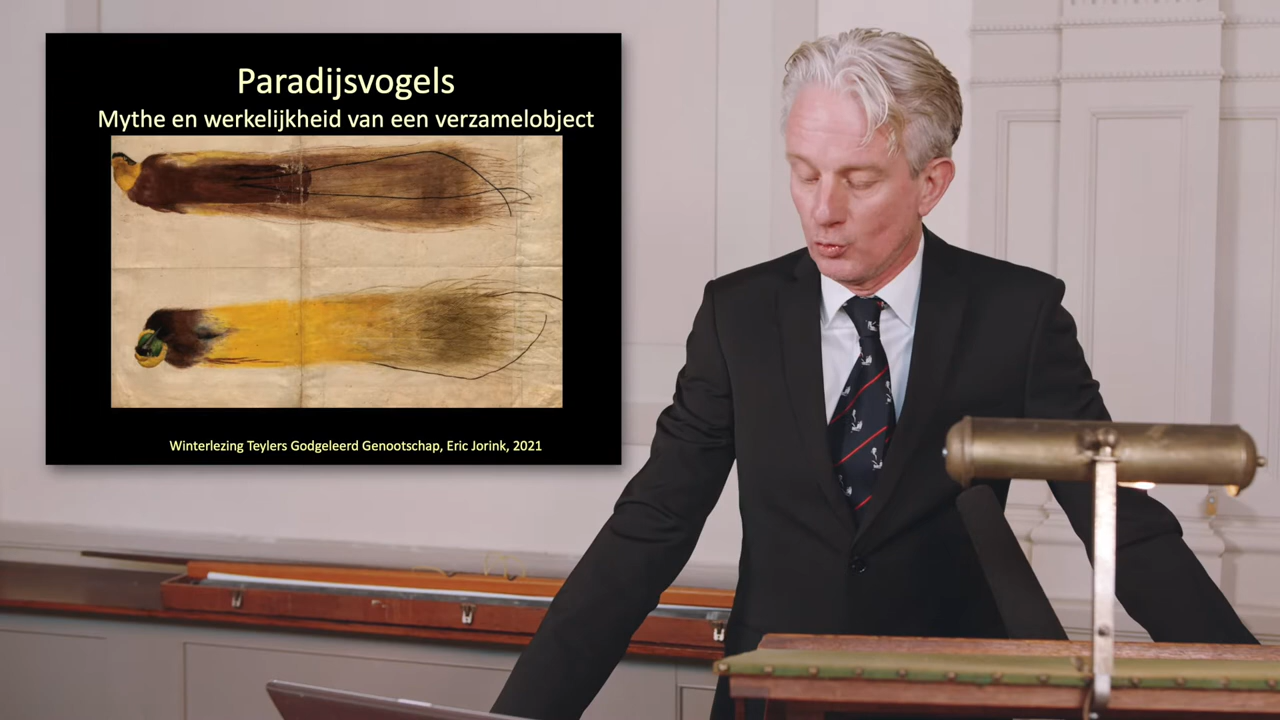 Paradijsvogels
Mythe en werkelijkheid van een verzamelobject
Winterlezing Teylers Godgeleerd Genootschap, Eric Jorink, 2021